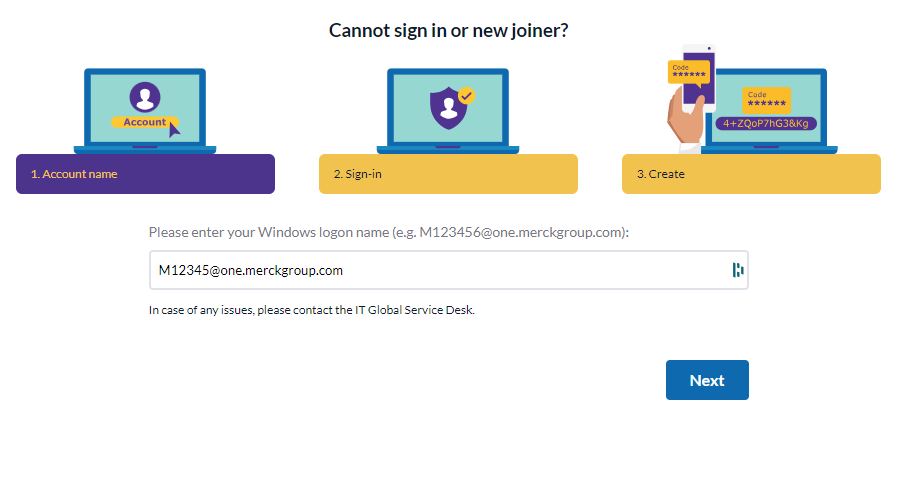 Cannot sign in or new joiner?
Account
Code
******
Code
******
4+ZQoP7hG3&Kg
1. Account name
2. Sign-in
3. Create
Please enter your Windows logon name (e.g. M123456@one.merckgroup.com):
M12345@one.merckgroup.com
In case of any issues, please contact the IT Global Service Desk.
Next